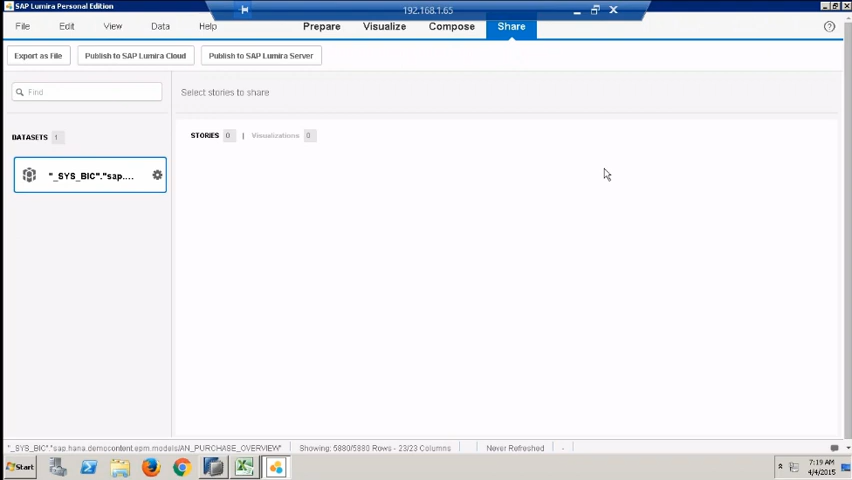 SAP Lumira Personal Edition
192.168.1.65
File Edit View Data Help Prepare Visualize Compose Share
Export as File Publish to SAP Lumira Cloud Publish to SAP Lumira Server
Find
Select stories to share
DATASETS 1
STORIES 0 | Visualizations 0
"_SYS_BIC"."sap....
"_SYS_BIC"."sap.hana.democontent.epm.models/AN_PURCHASE_OVERVIEW" Showing: 5880/5880 Rows - 23/23 Columns Never Refreshed -
Start
7:19 AM
4/4/2015